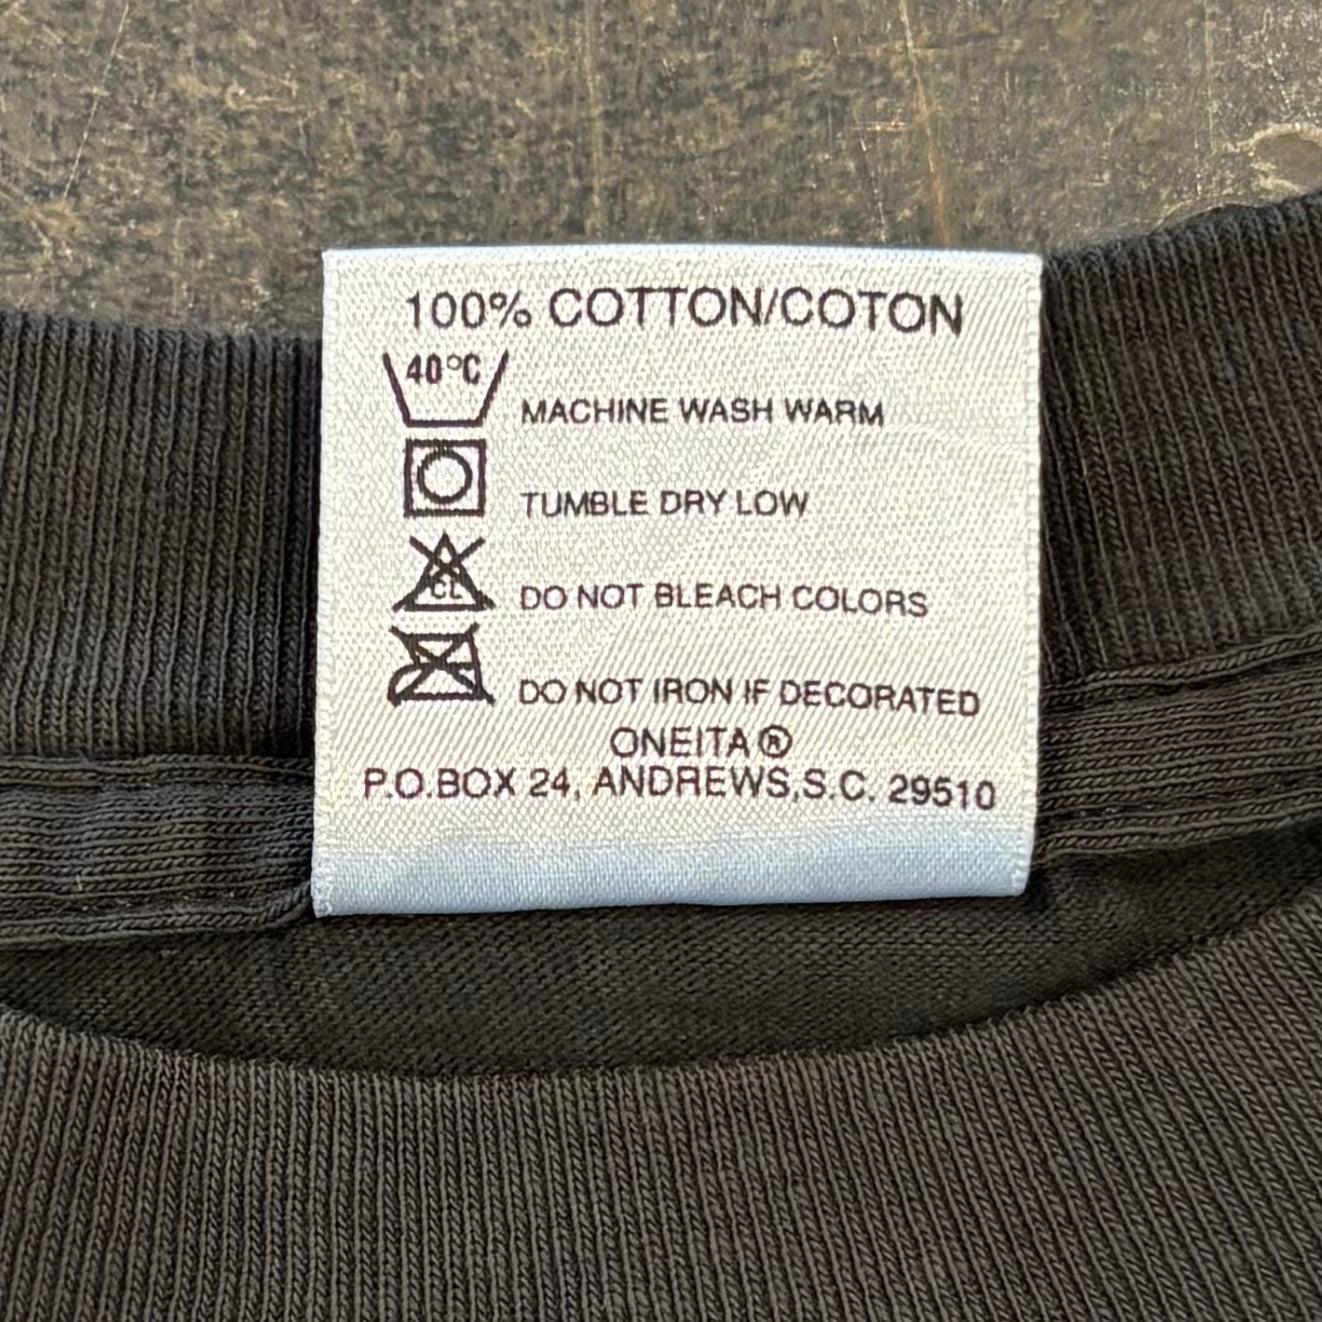 100% COTTON/COTON
40°C MACHINE WASH WARM
TUMBLE DRY LOW
CL DO NOT BLEACH COLORS
DO NOT IRON IF DECORATED
ONEITA®
P.O.BOX 24, ANDREWS,S.C. 29510